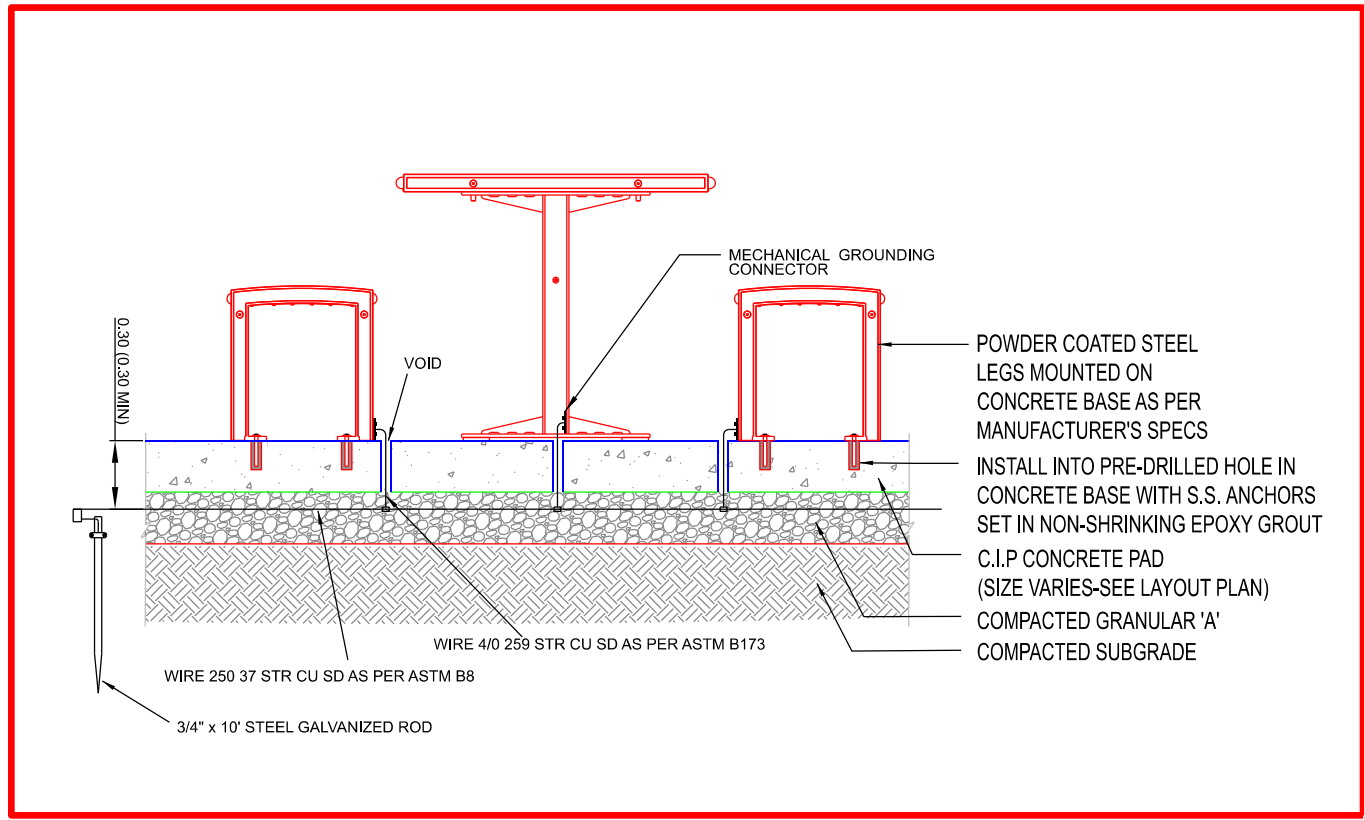 MECHANICAL GROUNDING
CONNECTOR
0.30 (0.30 MIN)
VOID
POWDER COATED STEEL
LEGS MOUNTED ON
CONCRETE BASE AS PER
MANUFACTURER'S SPECS
INSTALL INTO PRE-DRILLED HOLE IN
CONCRETE BASE WITH S.S. ANCHORS
SET IN NON-SHRINKING EPOXY GROUT
C.I.P CONCRETE PAD
(SIZE VARIES-SEE LAYOUT PLAN)
COMPACTED GRANULAR 'A'
COMPACTED SUBGRADE
WIRE 4/0 259 STR CU SD AS PER ASTM B173
WIRE 250 37 STR CU SD AS PER ASTM B8
3/4" x 10' STEEL GALVANIZED ROD